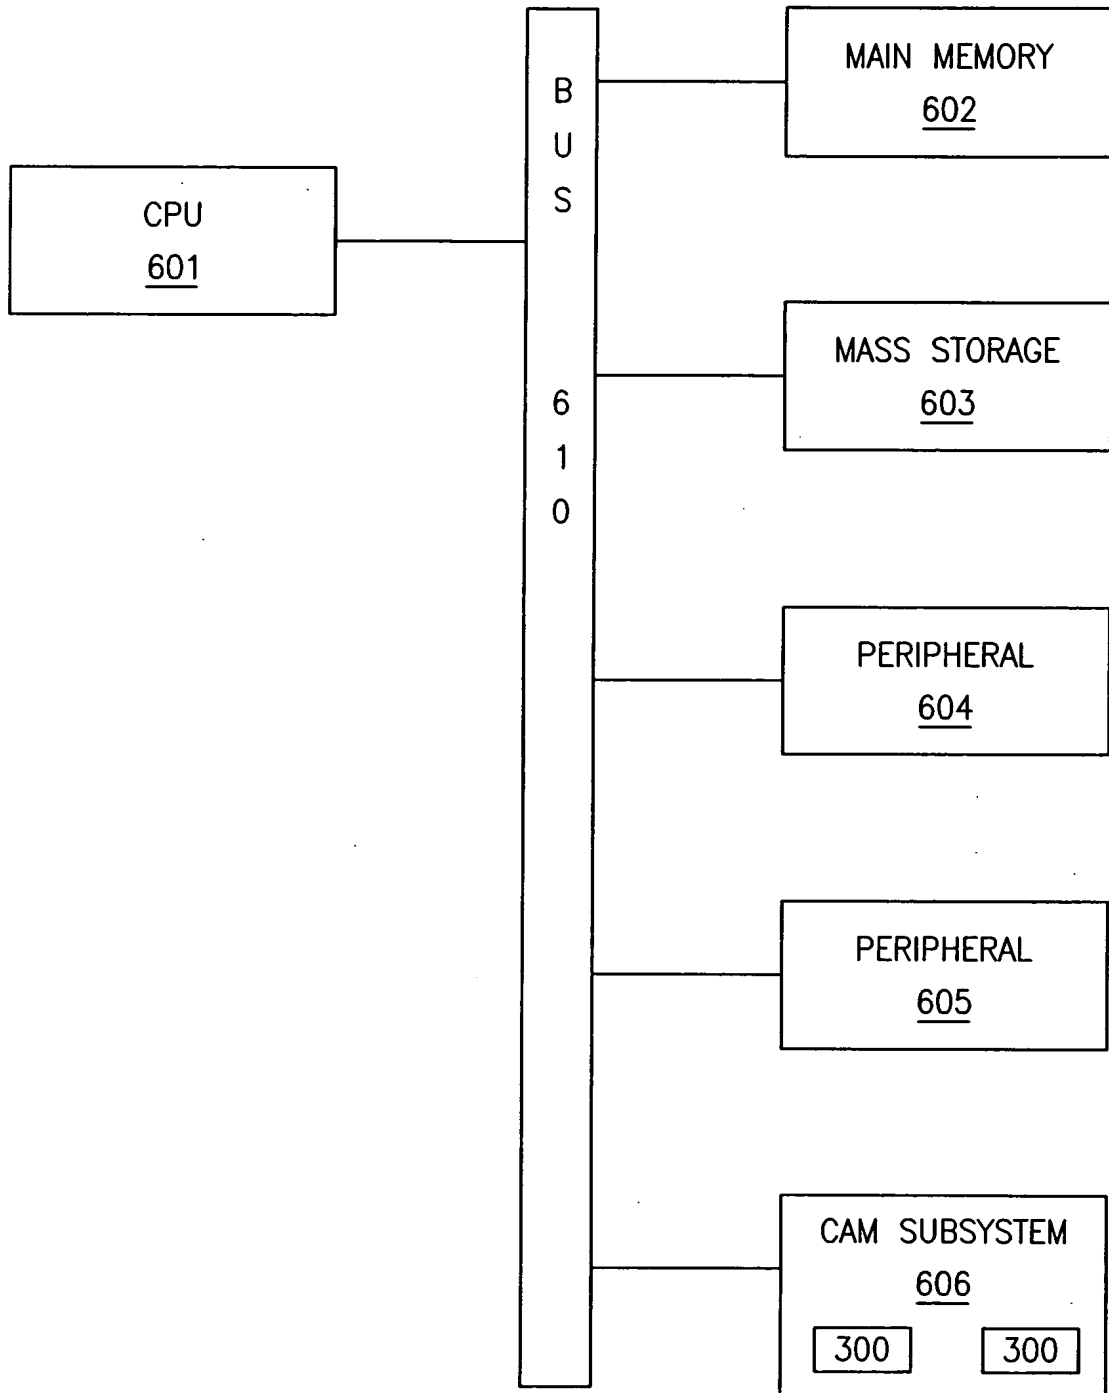 CPU
601
B
U
S
6
1
0
MAIN MEMORY
602
MASS STORAGE
603
PERIPHERAL
604
PERIPHERAL
605
CAM SUBSYSTEM
606
300 300